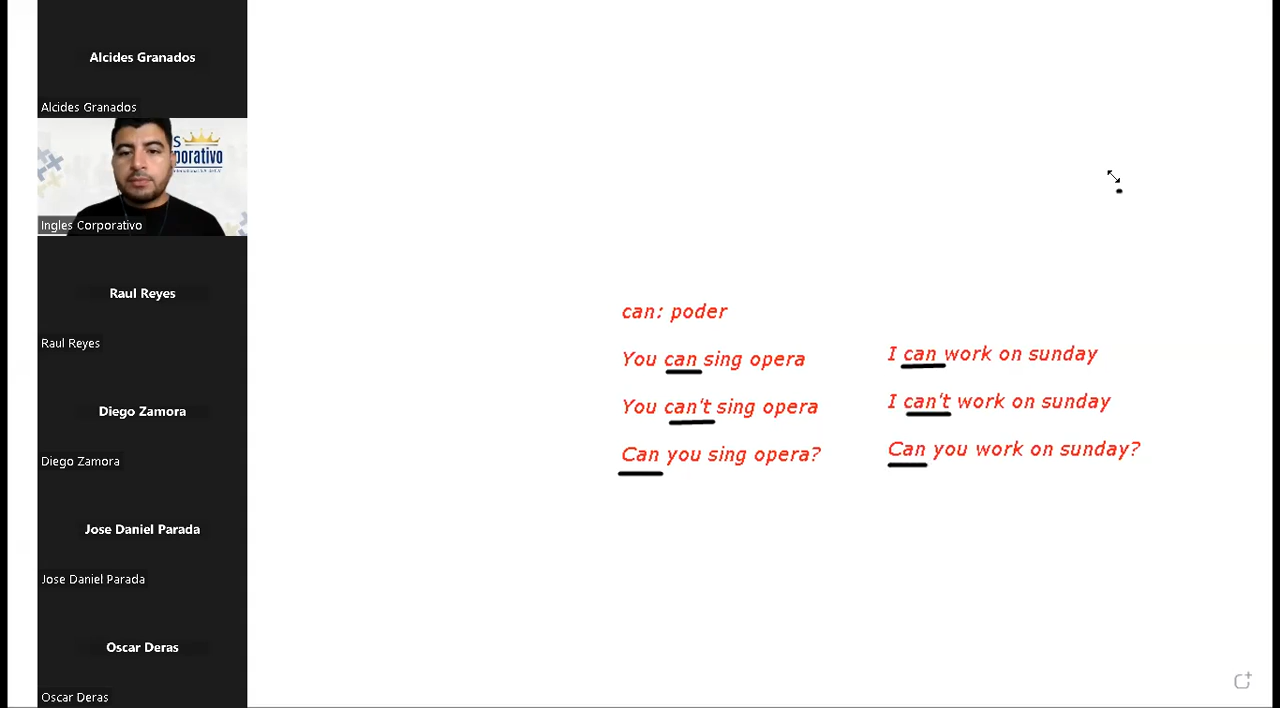 Alcides Granados
Alcides Granados
S
porativo
Ingles Corporativo
Raul Reyes
Raul Reyes
Diego Zamora
Diego Zamora
Jose Daniel Parada
Jose Daniel Parada
Oscar Deras
Oscar Deras
can: poder
You can sing opera
You can't sing opera
Can you sing opera?
I can work on sunday
I can't work on sunday
Can you work on sunday?